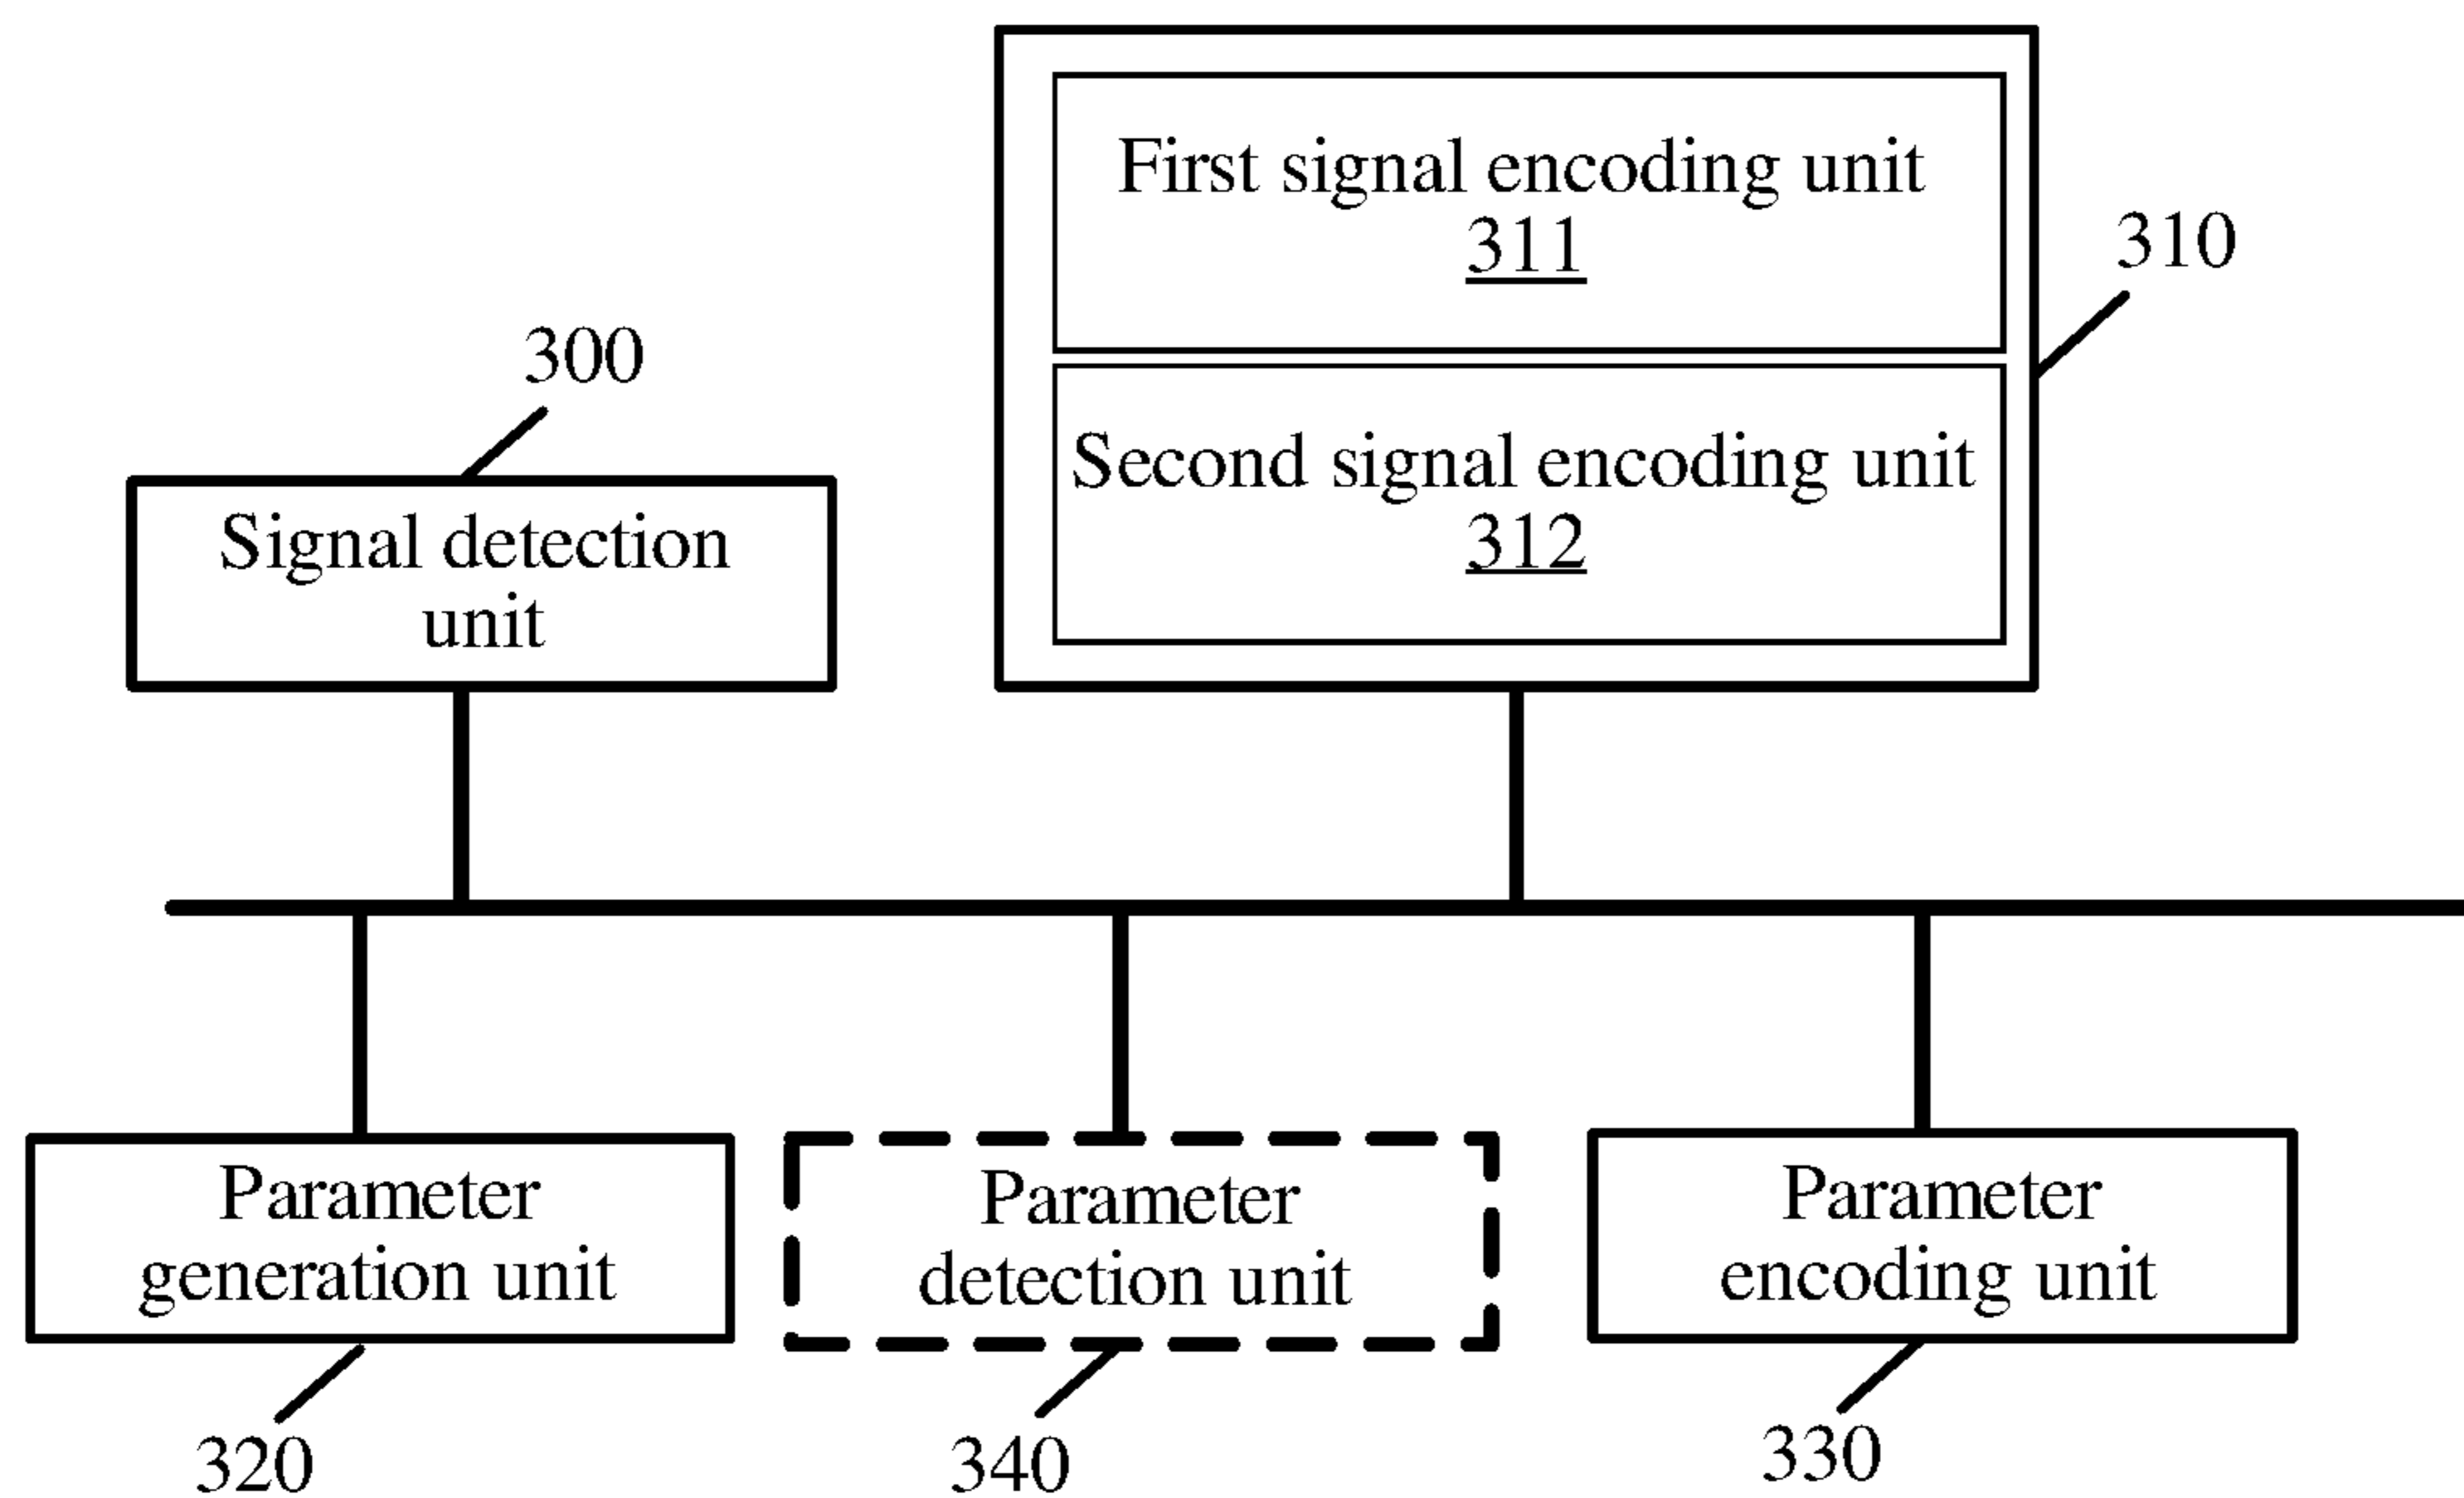 First signal encoding unit
311
310
Second signal encoding unit
312
300
Signal detection
unit
Parameter
generation unit
320
Parameter
detection unit
340
Parameter
encoding unit
330